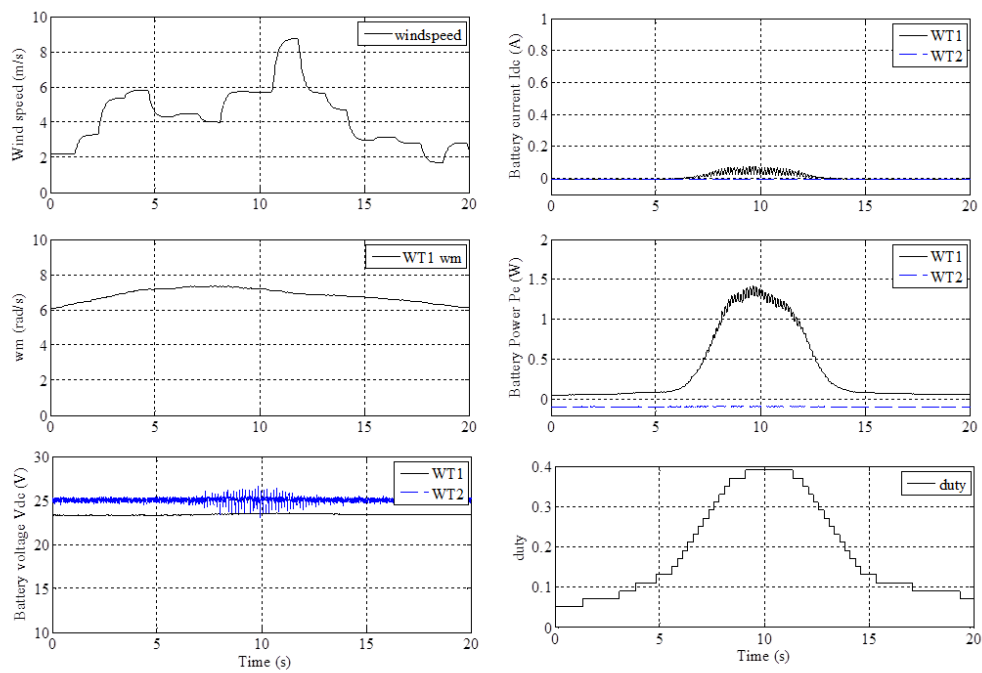 10
8
6
4
2
0
Wind speed (m/s)
windspeed
0 5 10 15 20
1
0.8
0.6
0.4
0.2
0
Battery current Idc (A)
WT1
WT2
0 5 10 15 20
10
8
6
4
2
0
wm (rad/s)
WT1 wm
0 5 10 15 20
2
1.5
1
0.5
0
Battery Power Pe (W)
WT1
WT2
0 5 10 15 20
30
25
20
15
10
Battery voltage Vdc (V)
WT1
WT2
0 5 10 15 20
Time (s)
0.4
0.3
0.2
0.1
0
duty
duty
0 5 10 15 20
Time (s)